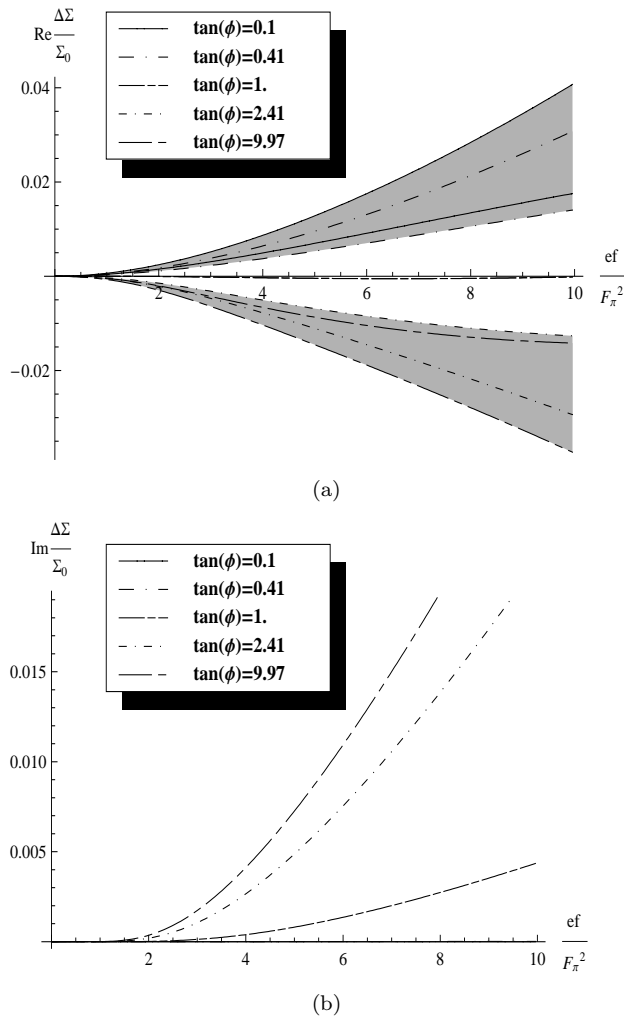 Re ΔΣ/Σ₀
tan(ϕ)=0.1
tan(ϕ)=0.41
tan(ϕ)=1.
tan(ϕ)=2.41
tan(ϕ)=9.97
0.04
0.02
−0.02
2 4 6 8 10
ef/Fπ²
(a)
Im ΔΣ/Σ₀
tan(ϕ)=0.1
tan(ϕ)=0.41
tan(ϕ)=1.
tan(ϕ)=2.41
tan(ϕ)=9.97
0.015
0.010
0.005
2 4 6 8 10
ef/Fπ²
(b)